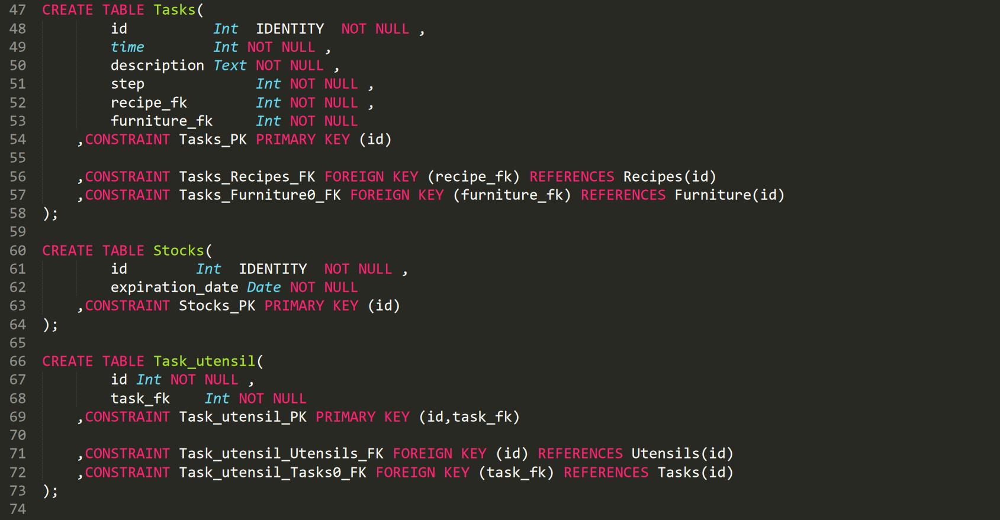 47 CREATE TABLE Tasks(
48         id          Int  IDENTITY  NOT NULL ,
49         time        Int NOT NULL ,
50         description Text NOT NULL ,
51         step             Int NOT NULL ,
52         recipe_fk        Int NOT NULL ,
53         furniture_fk     Int NOT NULL
54     ,CONSTRAINT Tasks_PK PRIMARY KEY (id)
55
56     ,CONSTRAINT Tasks_Recipes_FK FOREIGN KEY (recipe_fk) REFERENCES Recipes(id)
57     ,CONSTRAINT Tasks_Furniture0_FK FOREIGN KEY (furniture_fk) REFERENCES Furniture(id)
58 );
59
60 CREATE TABLE Stocks(
61         id        Int  IDENTITY  NOT NULL ,
62         expiration_date Date NOT NULL
63     ,CONSTRAINT Stocks_PK PRIMARY KEY (id)
64 );
65
66 CREATE TABLE Task_utensil(
67         id Int NOT NULL ,
68         task_fk    Int NOT NULL
69     ,CONSTRAINT Task_utensil_PK PRIMARY KEY (id,task_fk)
70
71     ,CONSTRAINT Task_utensil_Utensils_FK FOREIGN KEY (id) REFERENCES Utensils(id)
72     ,CONSTRAINT Task_utensil_Tasks0_FK FOREIGN KEY (task_fk) REFERENCES Tasks(id)
73 );
74